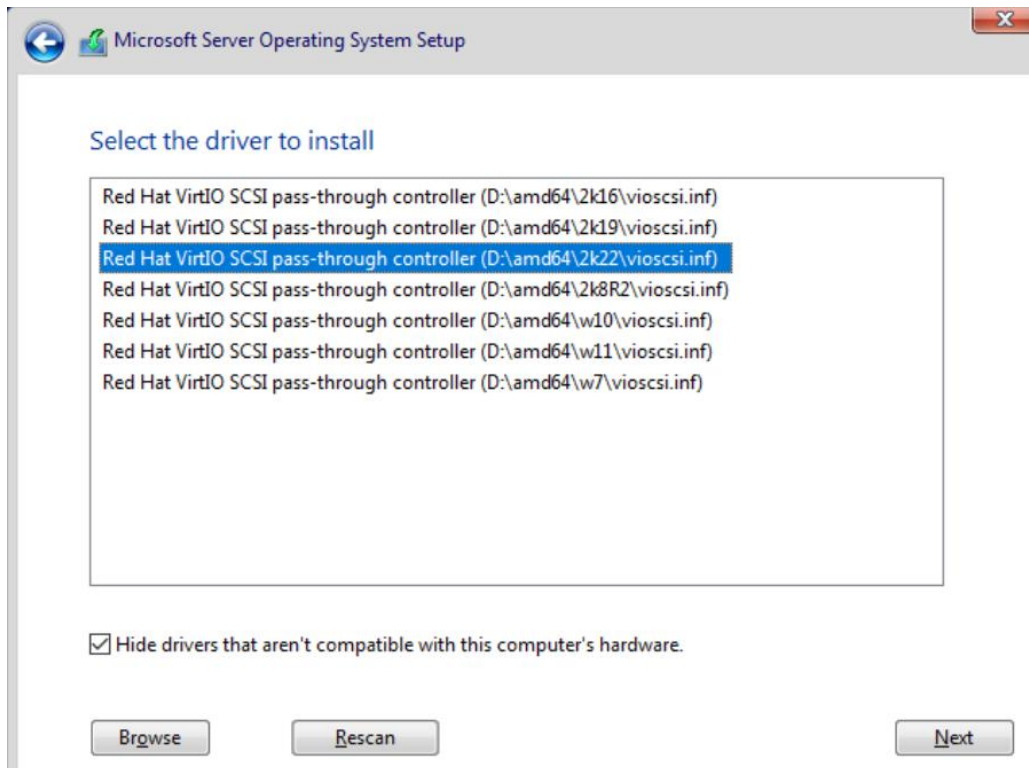 Microsoft Server Operating System Setup
Select the driver to install
Red Hat VirtIO SCSI pass-through controller (D:\amd64\2k16\vioscsi.inf)
Red Hat VirtIO SCSI pass-through controller (D:\amd64\2k19\vioscsi.inf)
Red Hat VirtIO SCSI pass-through controller (D:\amd64\2k22\vioscsi.inf)
Red Hat VirtIO SCSI pass-through controller (D:\amd64\2k8R2\vioscsi.inf)
Red Hat VirtIO SCSI pass-through controller (D:\amd64\w10\vioscsi.inf)
Red Hat VirtIO SCSI pass-through controller (D:\amd64\w11\vioscsi.inf)
Red Hat VirtIO SCSI pass-through controller (D:\amd64\w7\vioscsi.inf)
Hide drivers that aren't compatible with this computer's hardware.
Browse Rescan Next